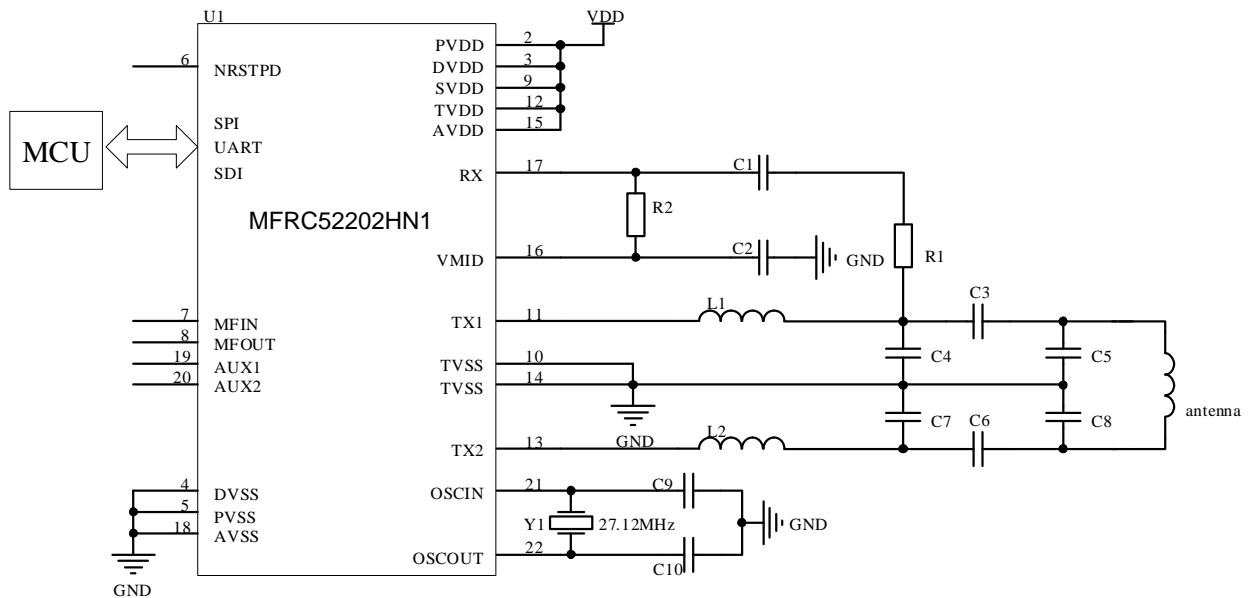 U1
VDD
PVDD 2
6 NRSTPD
DVDD 3
SVDD 9
TVDD 12
AVDD 15
SPI
MCU
UART
SDI
RX 17
C1
R2
MFRC52202HN1
C2
VMID 16
GND
R1
L1
C3
7 MFIN
TX1 11
8 MFOUT
19 AUX1
TVSS 10
C4
C5
20 AUX2
TVSS 14
antenna
GND
L2
C7
C6
C8
TX2 13
4 DVSS
OSCIN 21
C9
5 PVSS
Y1
27.12MHz
GND
18 AVSS
OSCOUT 22
C10
GND